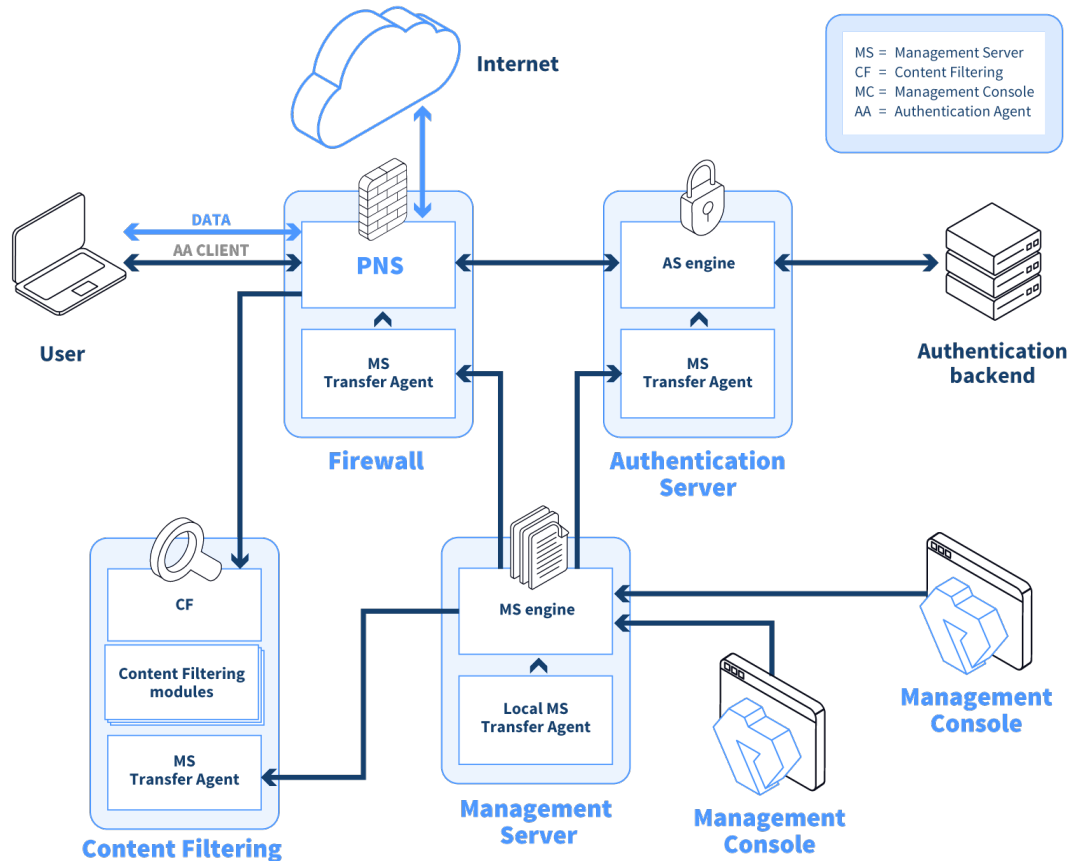 Internet
MS = Management Server
CF = Content Filtering
MC = Management Console
AA = Authentication Agent
DATA
AA CLIENT
PNS
AS engine
User
MS
Transfer Agent
MS
Transfer Agent
Authentication
backend
Firewall
Authentication
Server
CF
MS engine
Content Filtering
modules
Local MS
Transfer Agent
MS
Transfer Agent
Management
Console
Management
Server
Management
Console
Content Filtering